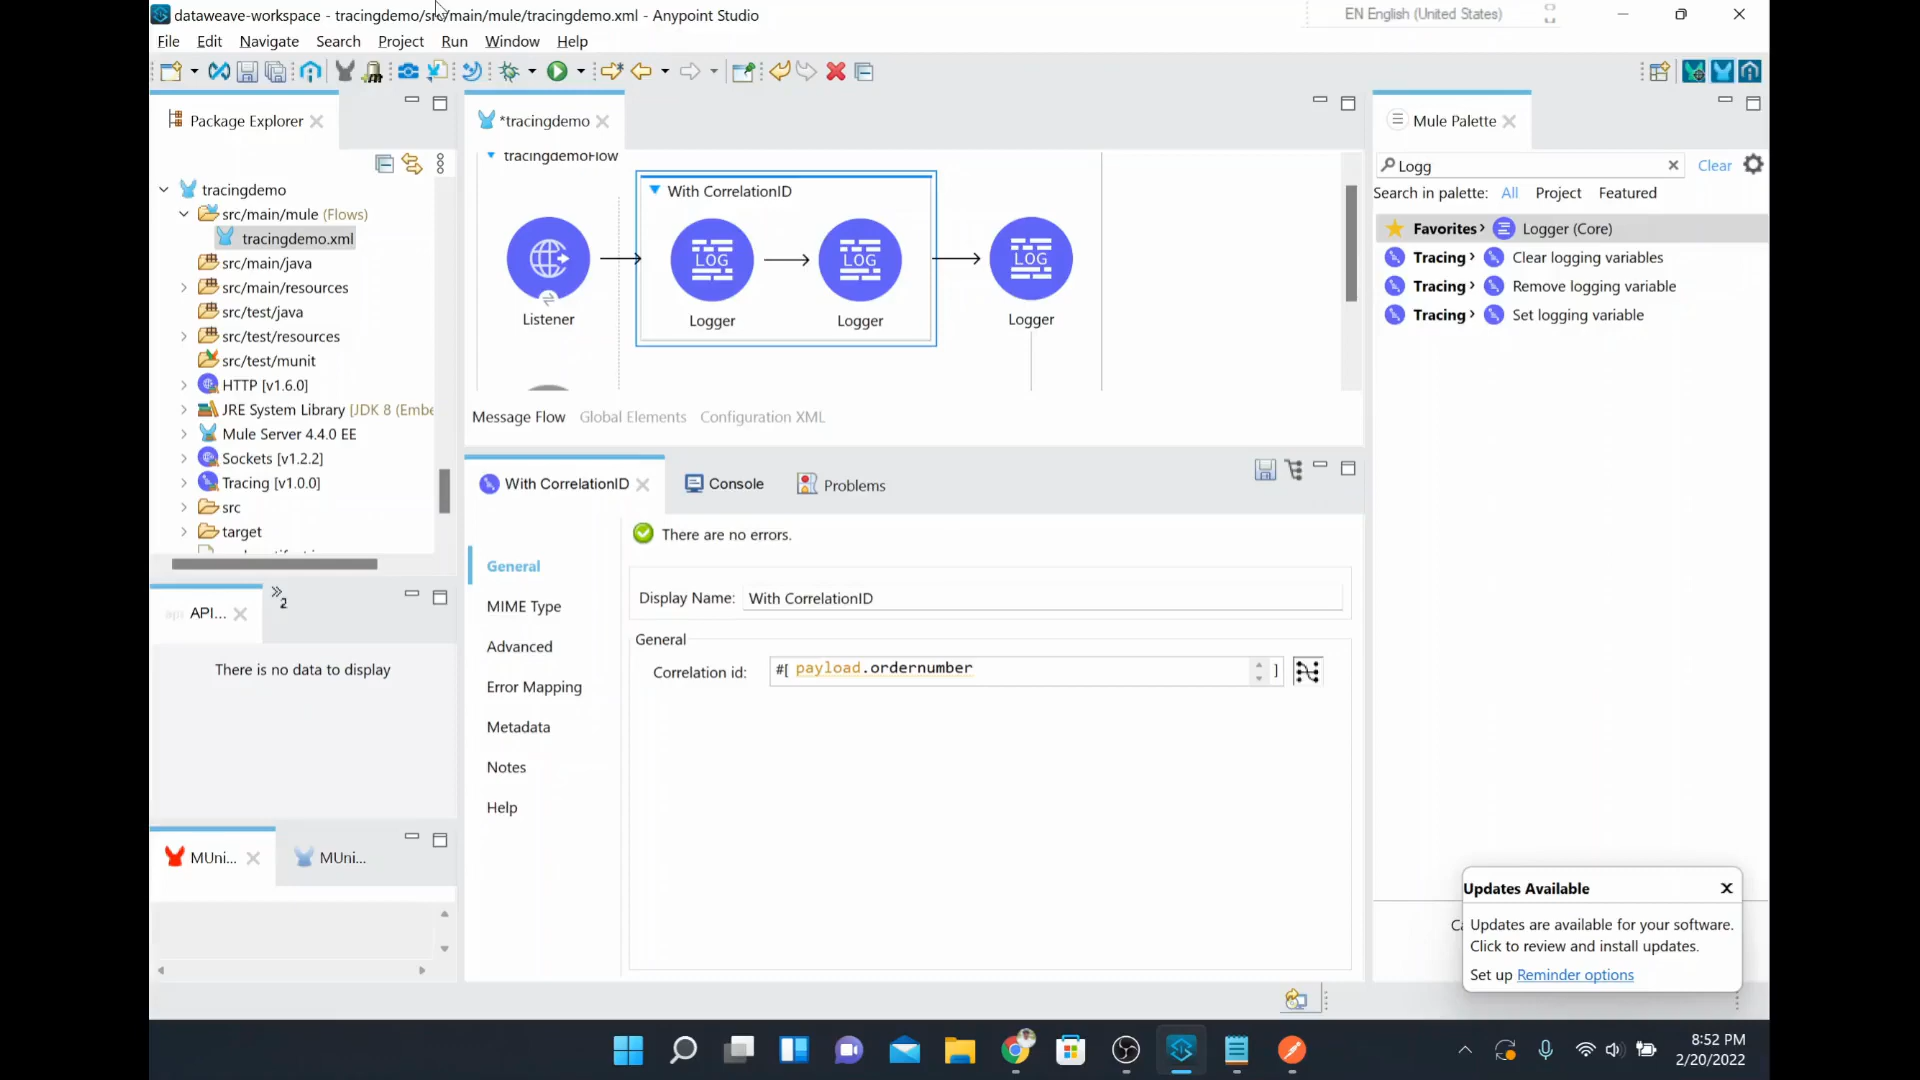 dataweave-workspace - tracingdemo/src/main/mule/tracingdemo.xml - Anypoint Studio
EN English (United States)
File Edit Navigate Search Project Run Window Help
Package Explorer
tracingdemo
src/main/mule (Flows)
tracingdemo.xml
src/main/java
src/main/resources
src/test/java
src/test/resources
src/test/munit
HTTP [v1.6.0]
JRE System Library [JDK 8 (Embe
Mule Server 4.4.0 EE
Sockets [v1.2.2]
Tracing [v1.0.0]
src
target
API...
2
There is no data to display
MUni...
MUni...
*tracingdemo
tracingdemoFlow
With CorrelationID
LOG LOG LOG
Listener Logger Logger Logger
Message Flow Global Elements Configuration XML
With CorrelationID Console Problems
There are no errors.
General
MIME Type
Advanced
Error Mapping
Metadata
Notes
Help
Display Name: With CorrelationID
General
Correlation id: #[ payload.ordernumber ]
Mule Palette
Logg
Clear
Search in palette: All Project Featured
Favorites Logger (Core)
Tracing Clear logging variables
Tracing Remove logging variable
Tracing Set logging variable
Updates Available
Updates are available for your software.
Click to review and install updates.
Set up Reminder options
8:52 PM
2/20/2022